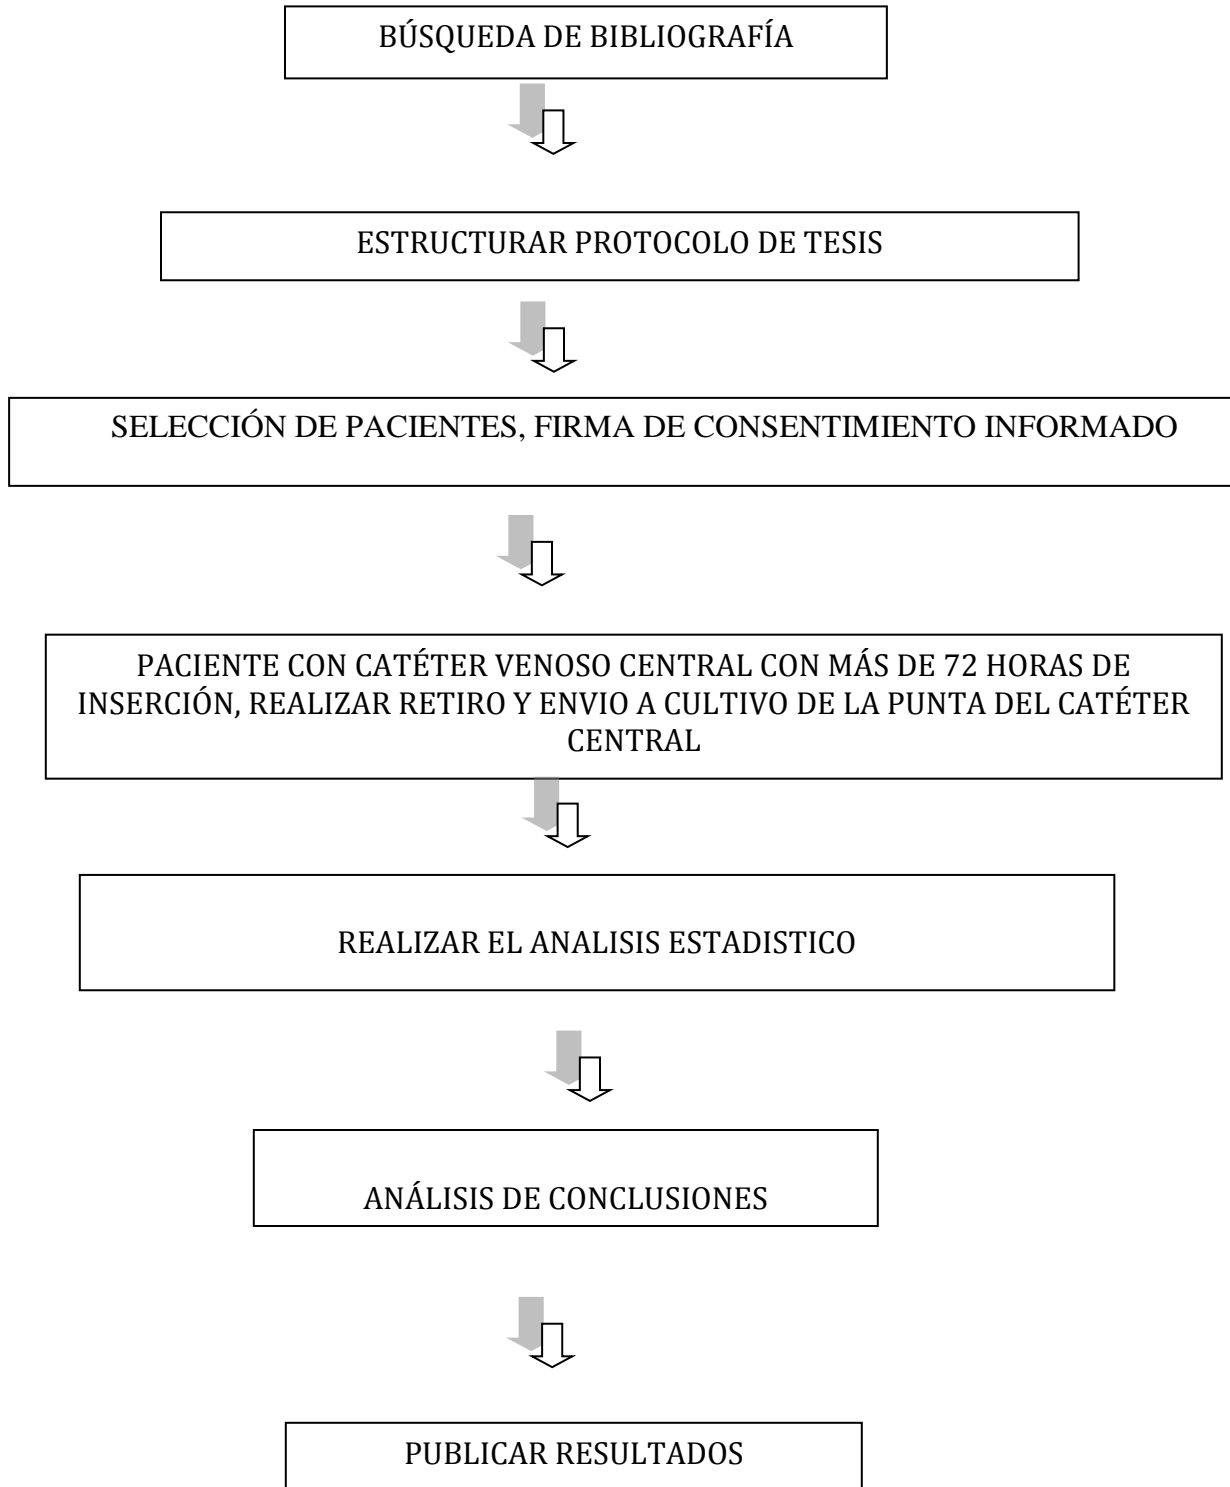 BÚSQUEDA DE BIBLIOGRAFÍA
ESTRUCTURAR PROTOCOLO DE TESIS
SELECCIÓN DE PACIENTES, FIRMA DE CONSENTIMIENTO INFORMADO
PACIENTE CON CATÉTER VENOSO CENTRAL CON MÁS DE 72 HORAS DE
INSERCIÓN, REALIZAR RETIRO Y ENVIO A CULTIVO DE LA PUNTA DEL CATÉTER
CENTRAL
REALIZAR EL ANALISIS ESTADISTICO
ANÁLISIS DE CONCLUSIONES
PUBLICAR RESULTADOS